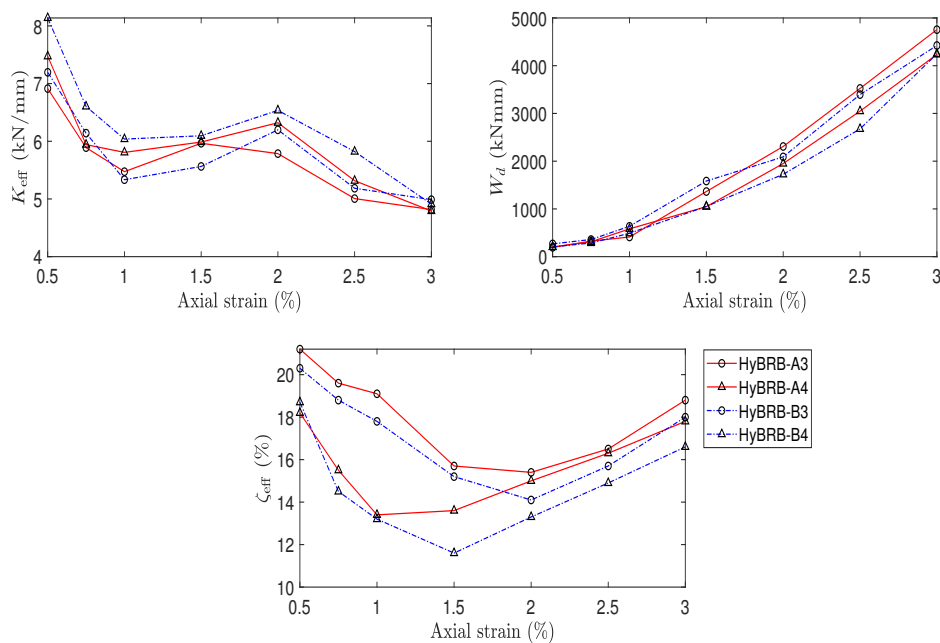 8
7
6
5
4
K_eff (kN/mm)
0.5 1 1.5 2 2.5 3
Axial strain (%)
5000
4000
3000
2000
1000
0
W_d (kNmm)
0.5 1 1.5 2 2.5 3
Axial strain (%)
20
18
16
14
12
10
ζ_eff (%)
0.5 1 1.5 2 2.5 3
Axial strain (%)
HyBRB-A3
HyBRB-A4
HyBRB-B3
HyBRB-B4